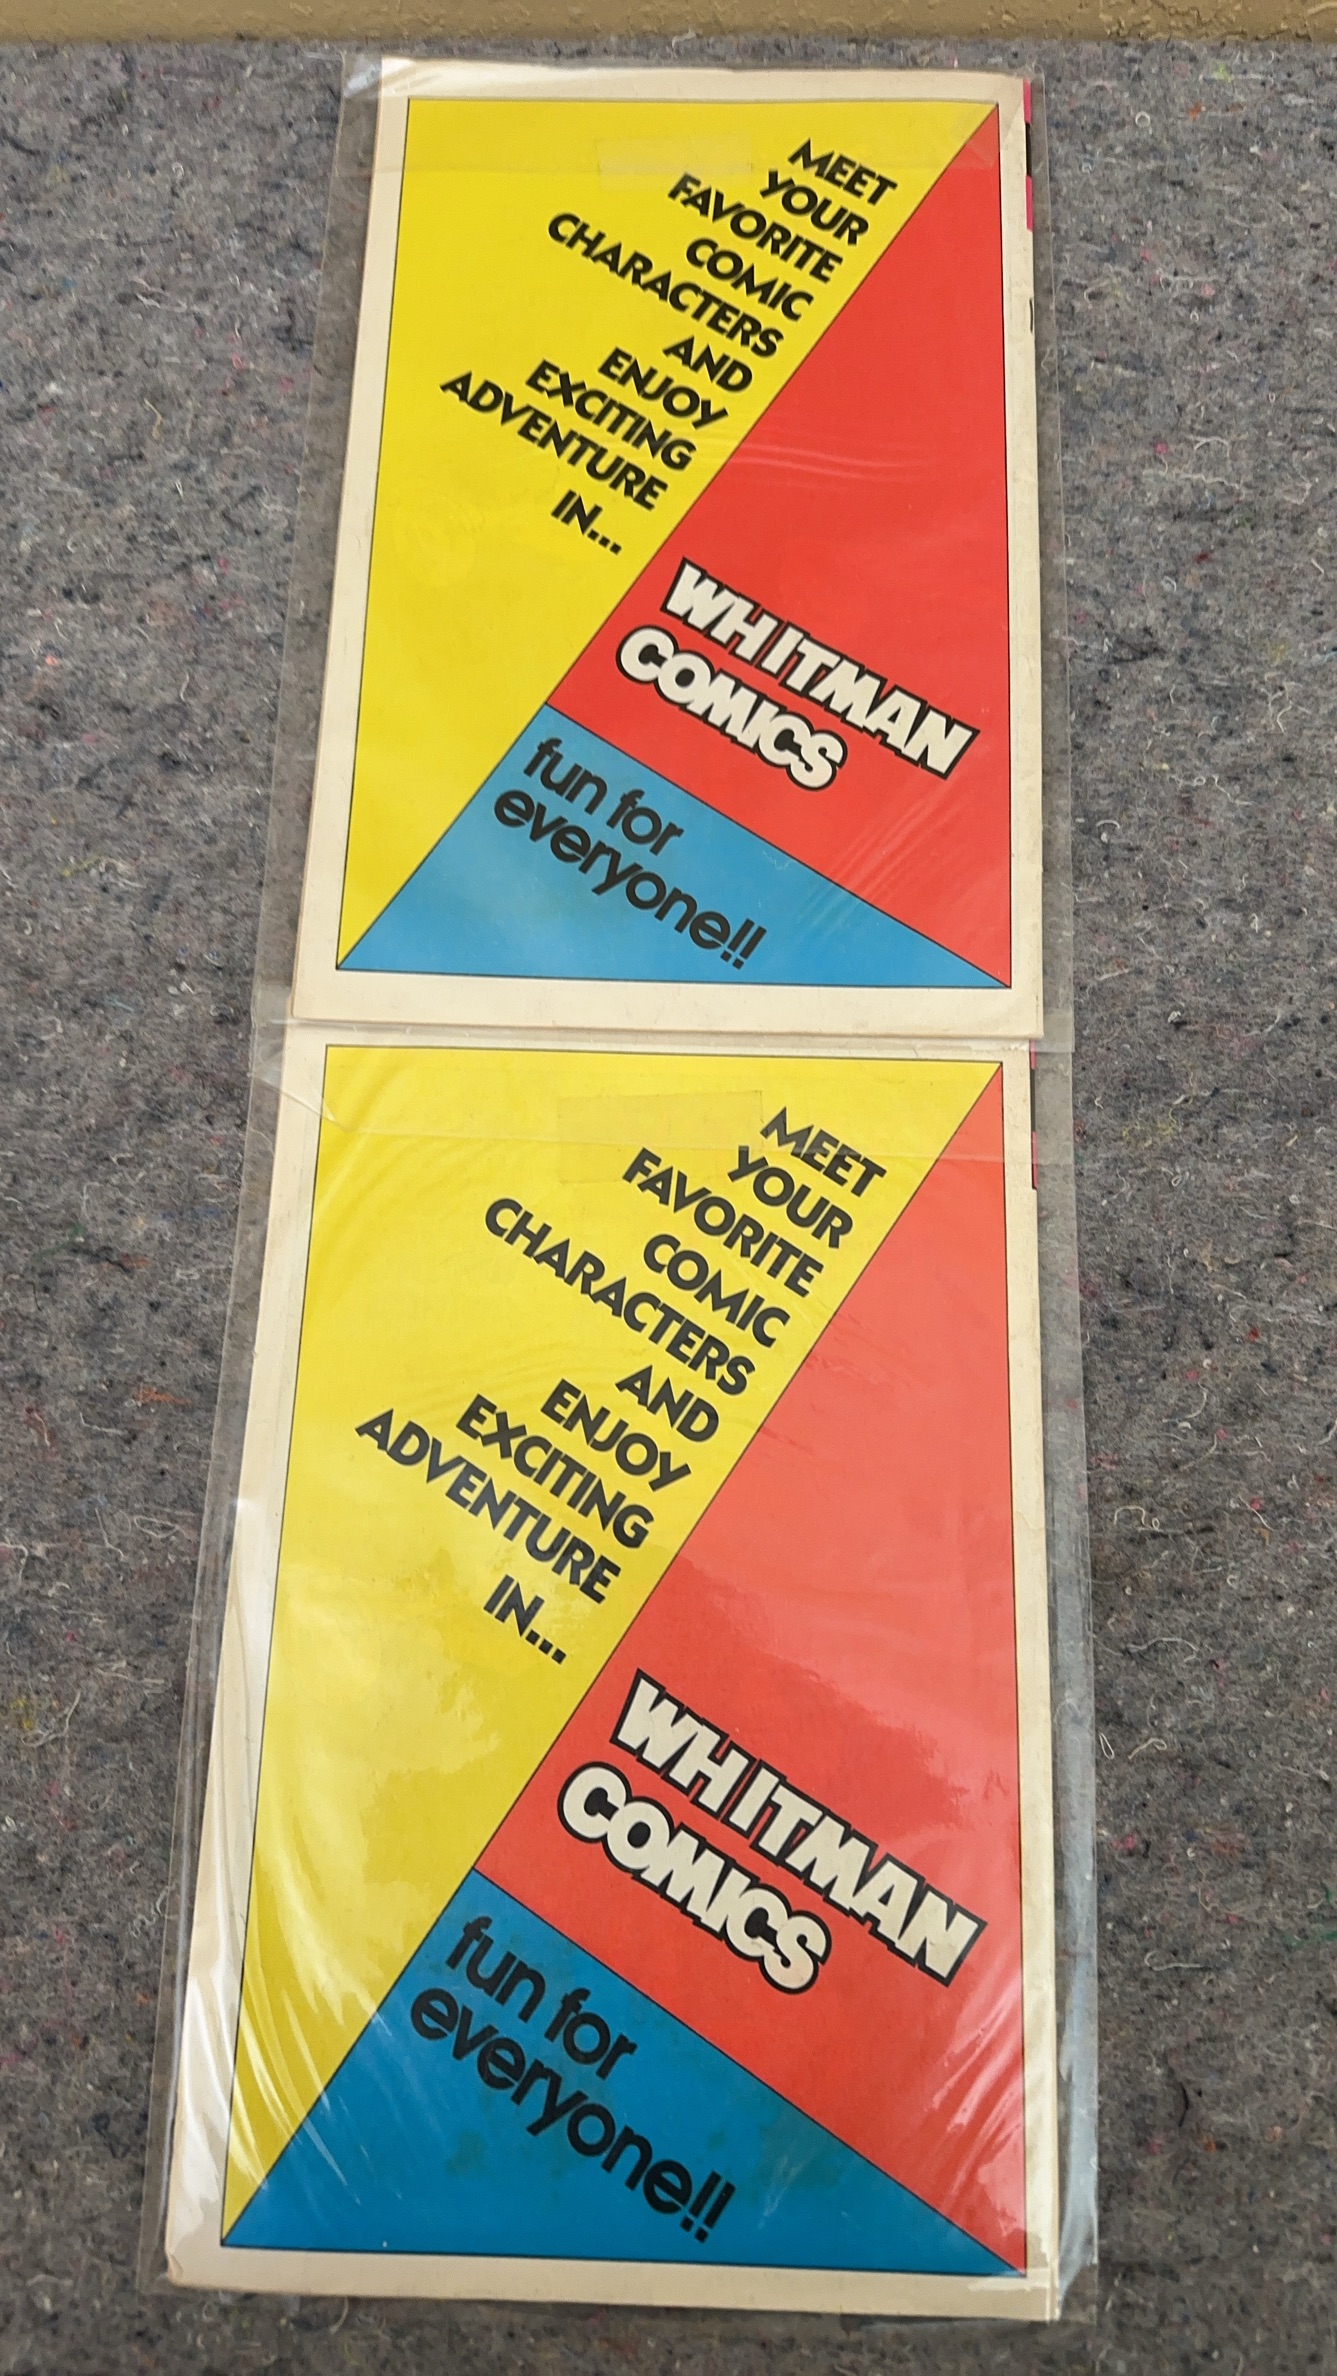 MEET
YOUR
FAVORITE
COMIC
CHARACTERS
AND
ENJOY
EXCITING
ADVENTURE
IN...
WHITMAN
COMICS
fun for
everyone!!
MEET
YOUR
FAVORITE
COMIC
CHARACTERS
AND
ENJOY
EXCITING
ADVENTURE
IN...
WHITMAN
COMICS
fun for
everyone!!